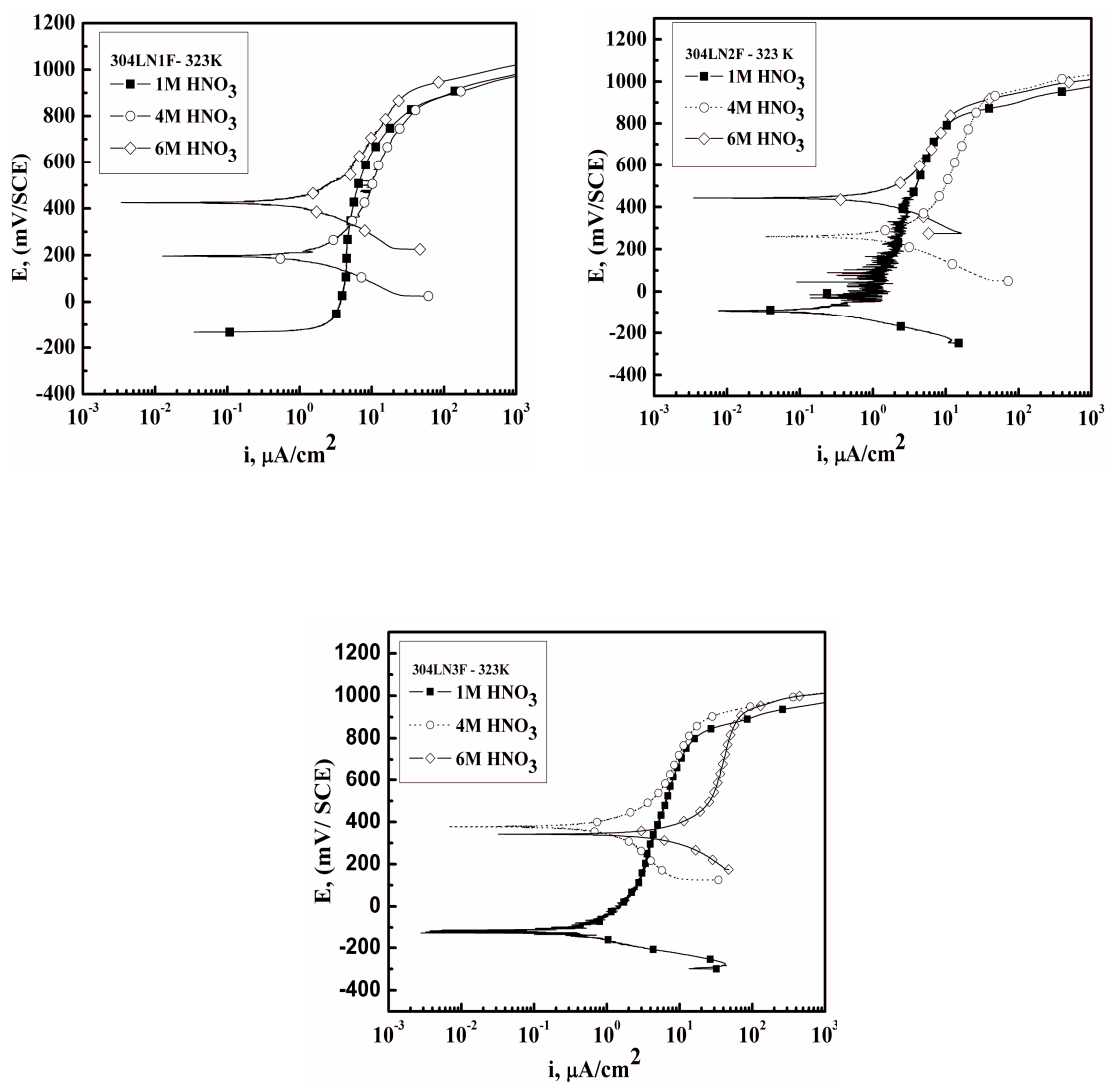 304LN1F- 323K
1M HNO3
4M HNO3
6M HNO3
E, (mV/SCE)
1200
1000
800
600
400
200
0
-200
-400
10-3 10-2 10-1 100 101 102 103
i, μA/cm2
304LN2F - 323 K
1M HNO3
4M HNO3
6M HNO3
E, (mV/SCE)
1200
1000
800
600
400
200
0
-200
-400
10-3 10-2 10-1 100 101 102 103
i, μA/cm2
304LN3F - 323K
1M HNO3
4M HNO3
6M HNO3
E, (mV/ SCE)
1200
1000
800
600
400
200
0
-200
-400
10-3 10-2 10-1 100 101 102 103
i, μA/cm2